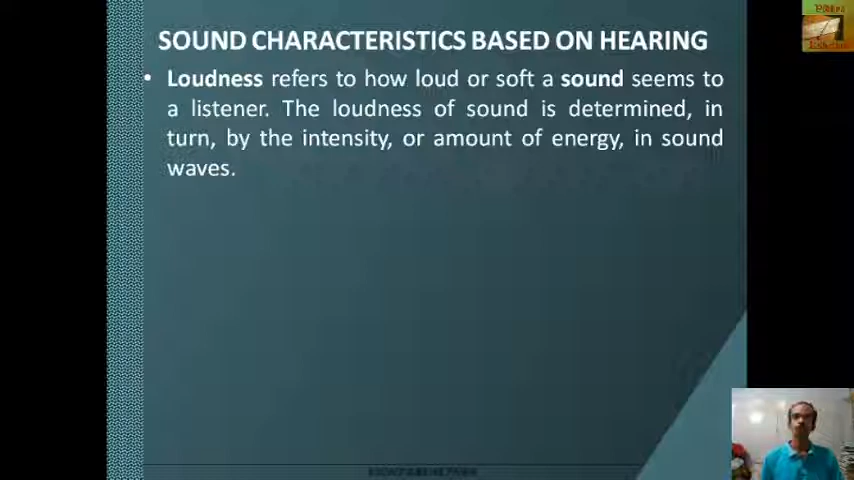 SOUND CHARACTERISTICS BASED ON HEARING
• Loudness refers to how loud or soft a sound seems to
a listener. The loudness of sound is determined, in
turn, by the intensity, or amount of energy, in sound
waves.